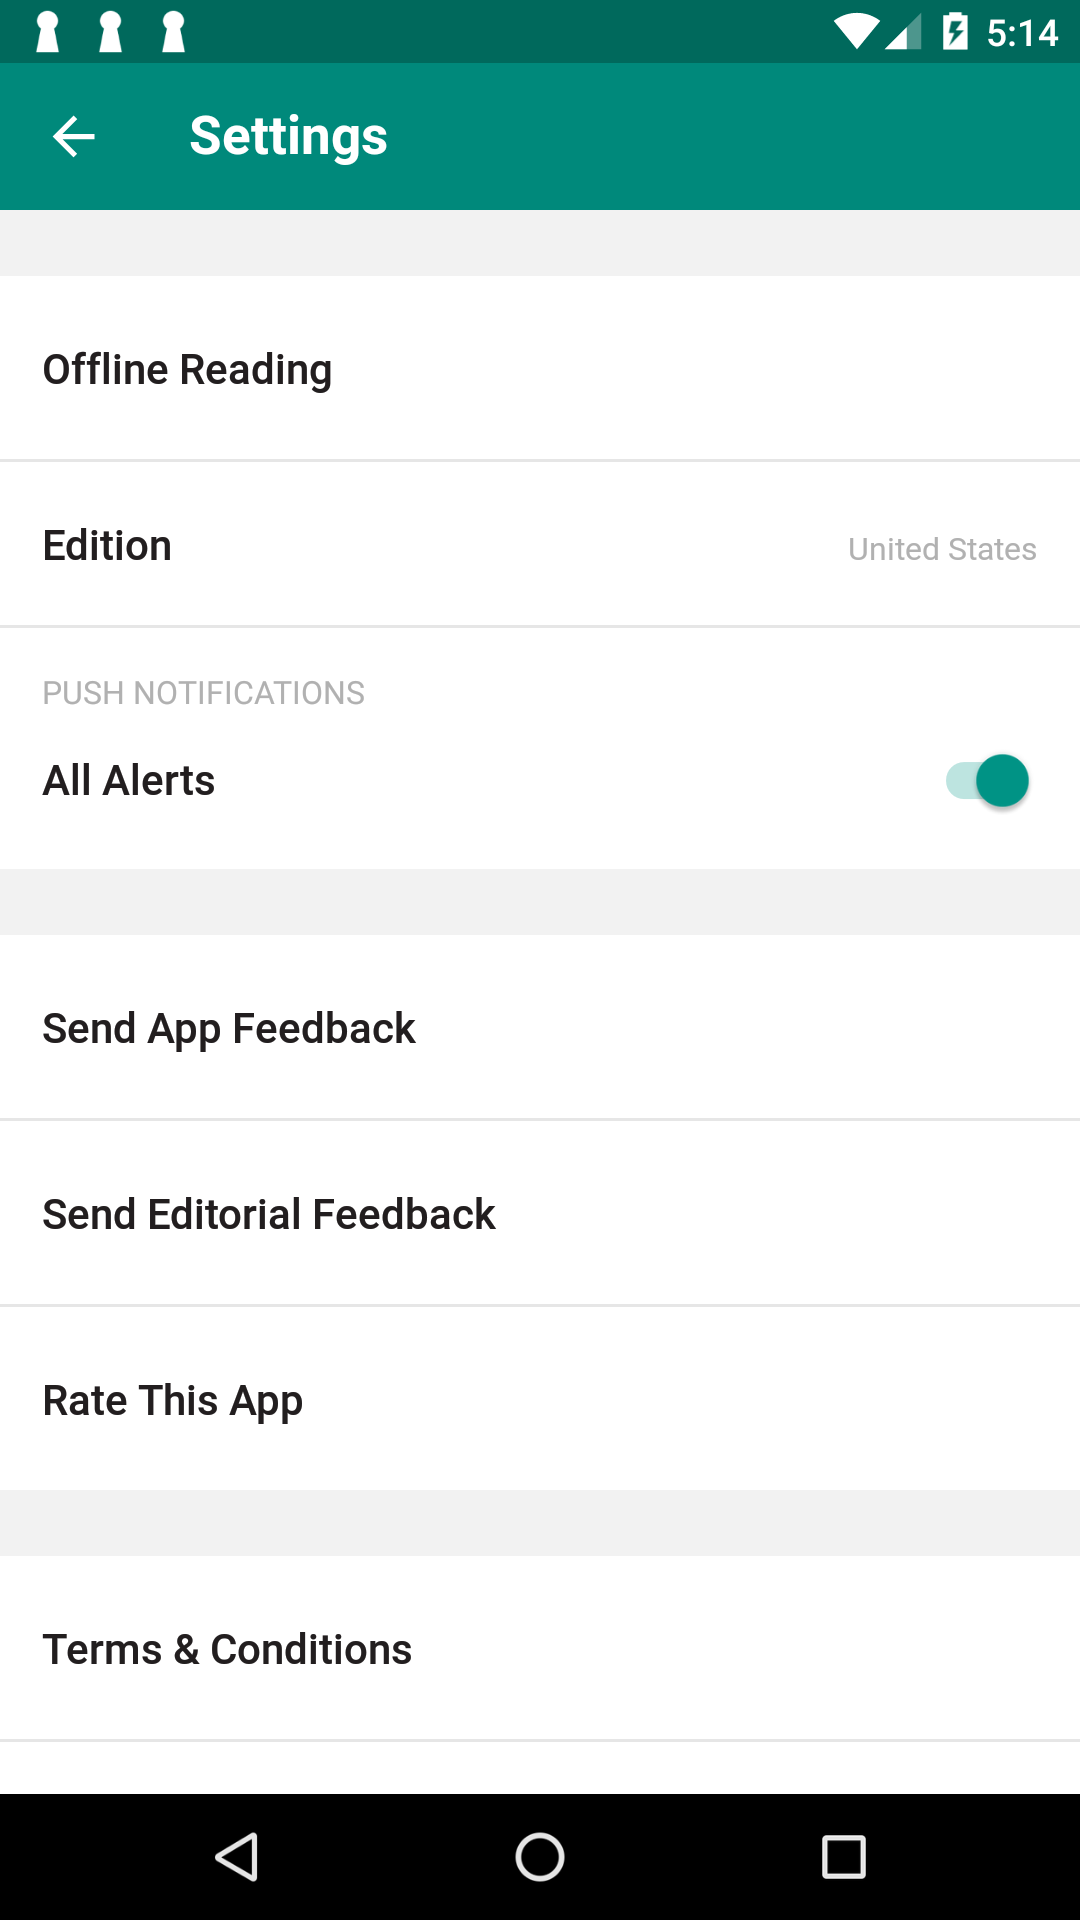 5:14
Settings
Offline Reading
Edition
United States
PUSH NOTIFICATIONS
All Alerts
Send App Feedback
Send Editorial Feedback
Rate This App
Terms & Conditions